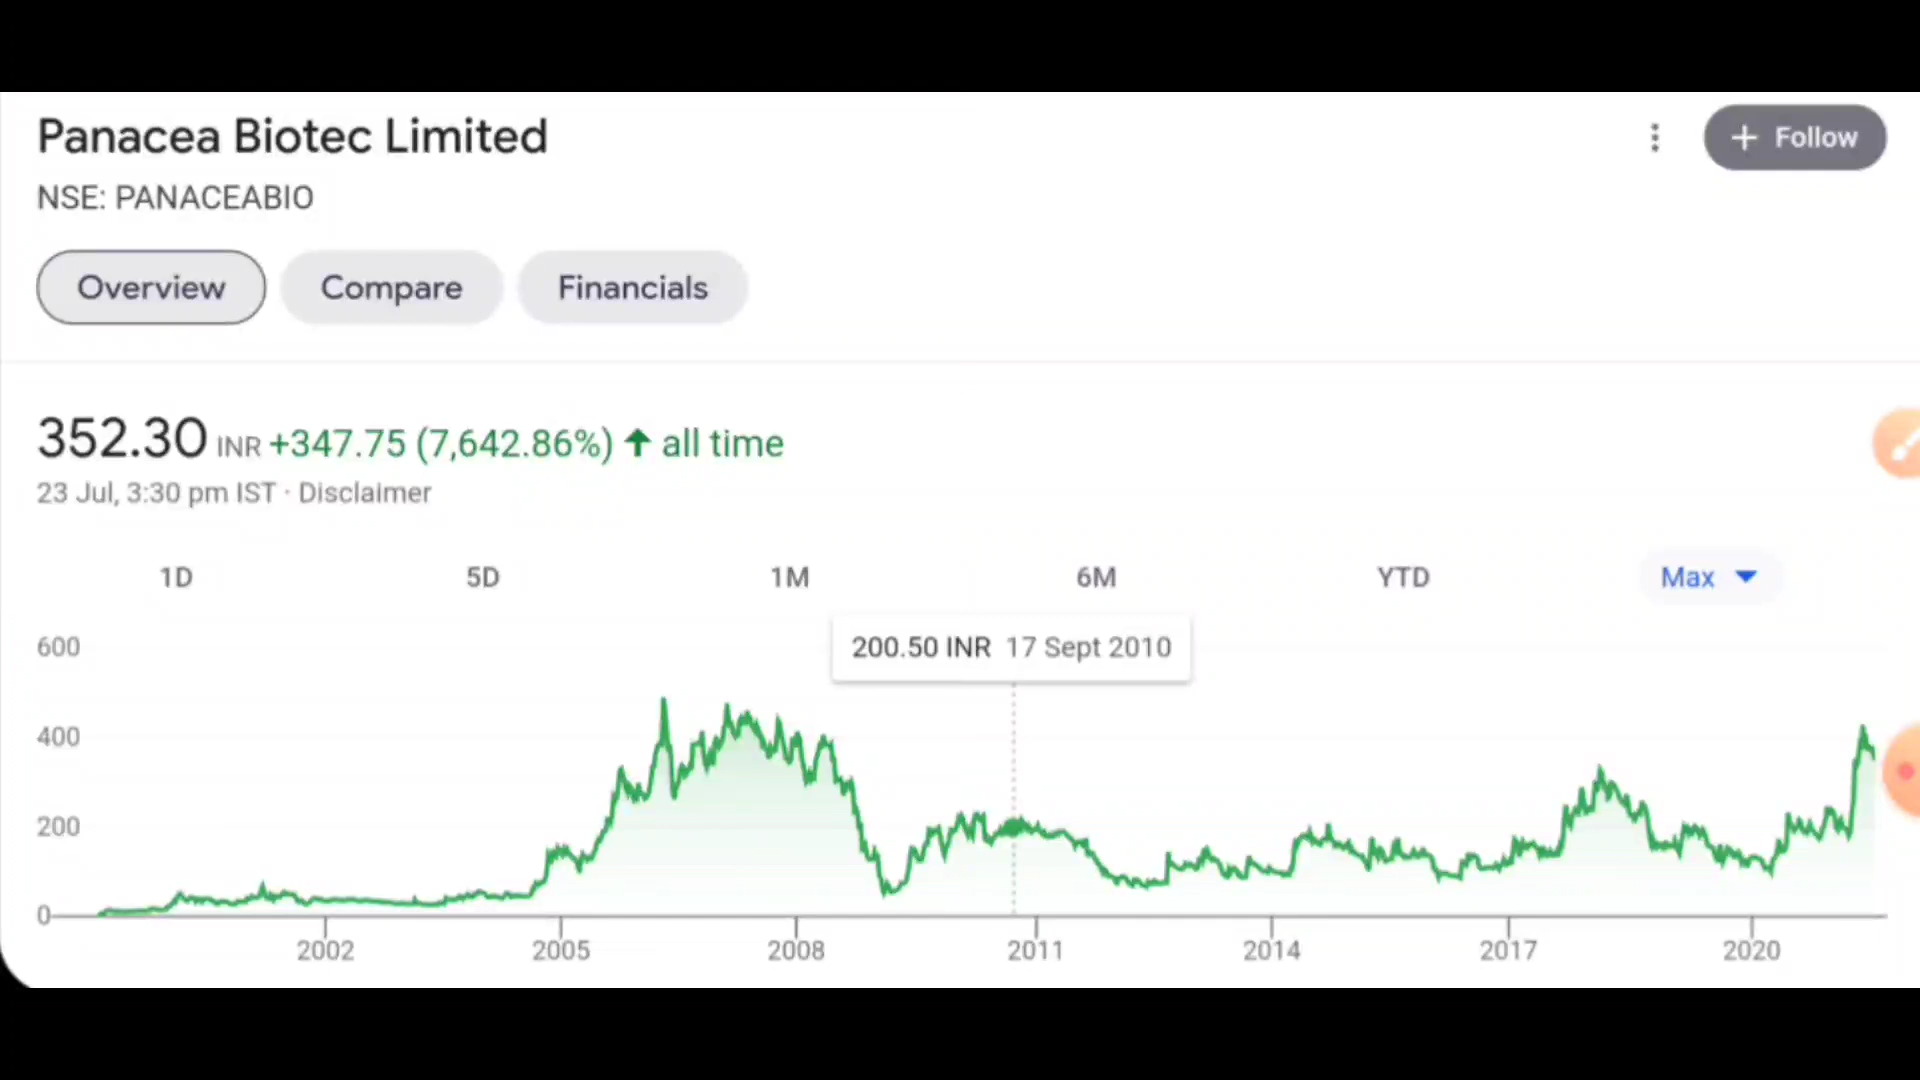 Panacea Biotec Limited
+ Follow
NSE: PANACEABIO
Overview Compare Financials
352.30 INR +347.75 (7,642.86%) ↑ all time
23 Jul, 3:30 pm IST · Disclaimer
1D 5D 1M 6M YTD Max
200.50 INR 17 Sept 2010
600
400
200
0
2002 2005 2008 2011 2014 2017 2020